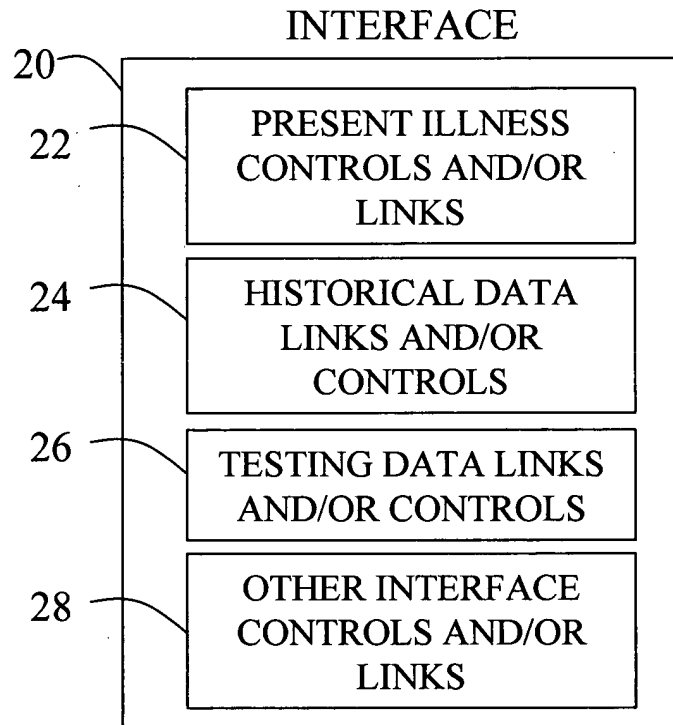 INTERFACE
20
22
PRESENT ILLNESS
CONTROLS AND/OR
LINKS
24
HISTORICAL DATA
LINKS AND/OR
CONTROLS
26
TESTING DATA LINKS
AND/OR CONTROLS
28
OTHER INTERFACE
CONTROLS AND/OR
LINKS